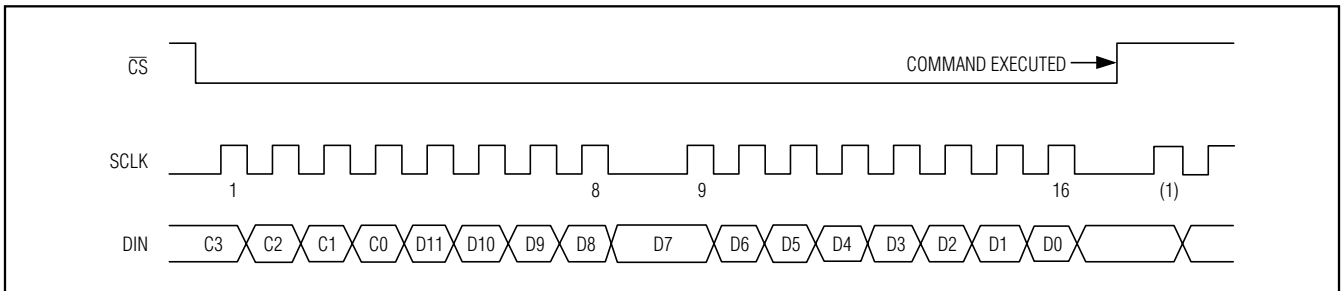 CS
COMMAND EXECUTED
SCLK
1
8
9
16
(1)
DIN
C3
C2
C1
C0
D11
D10
D9
D8
D7
D6
D5
D4
D3
D2
D1
D0